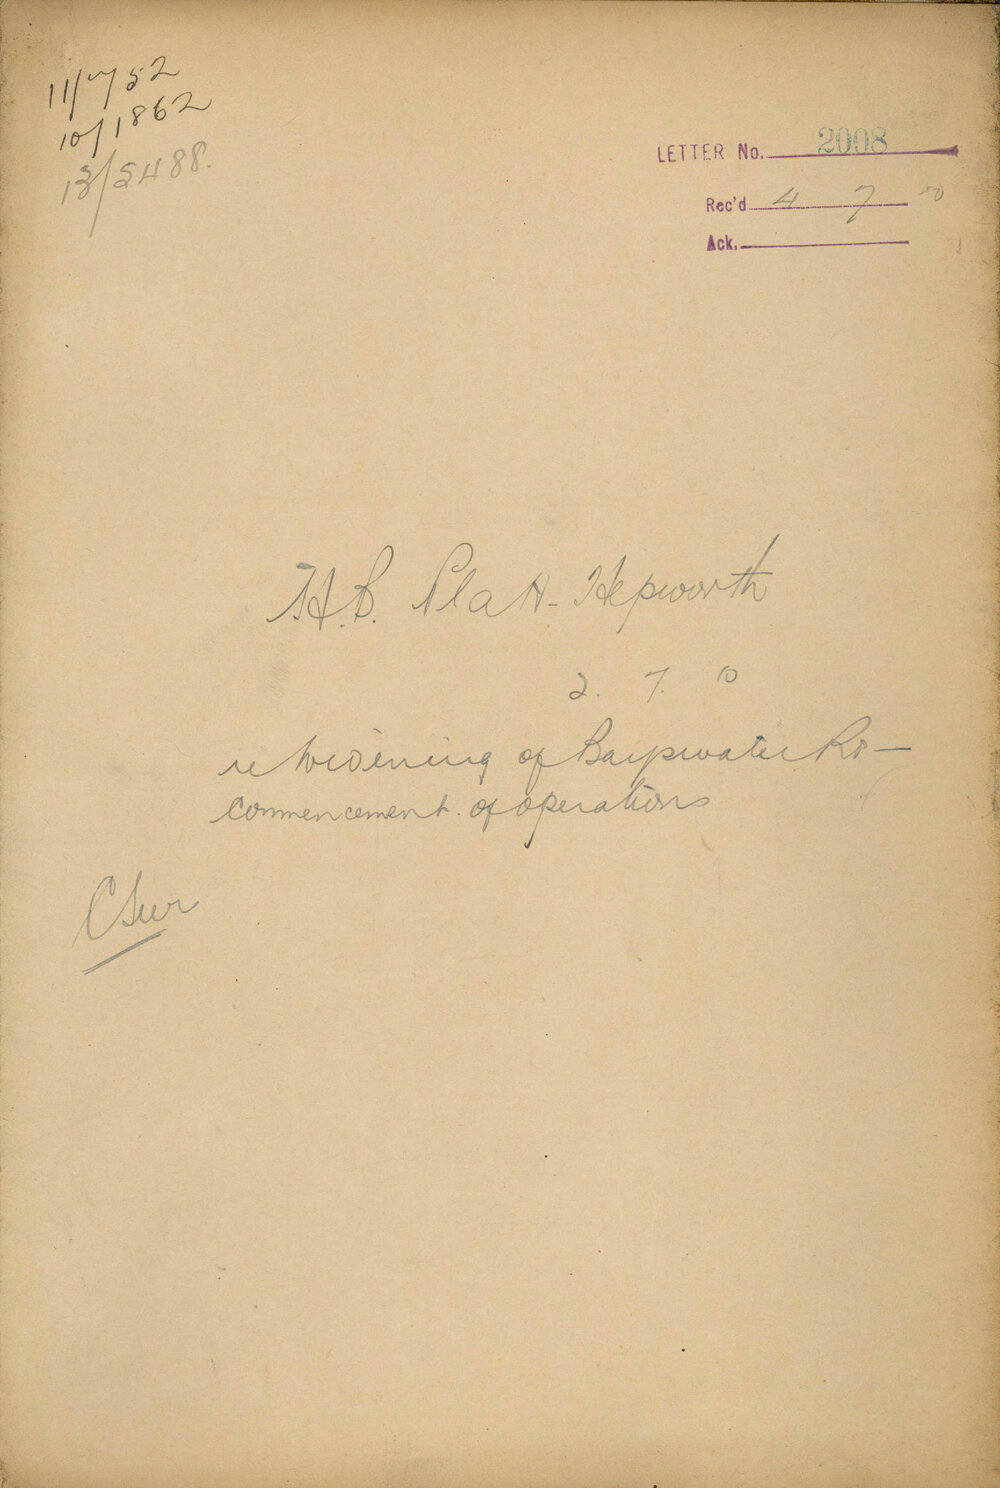 11/752
10/1862
13/5488.
LETTER No. 2008
Rec'd 4 7 10
Ack.
H.B. Platt-Hepworth
2. 7. 10
re Widening of Bayswater Rd —
Commencement of operations
CSur